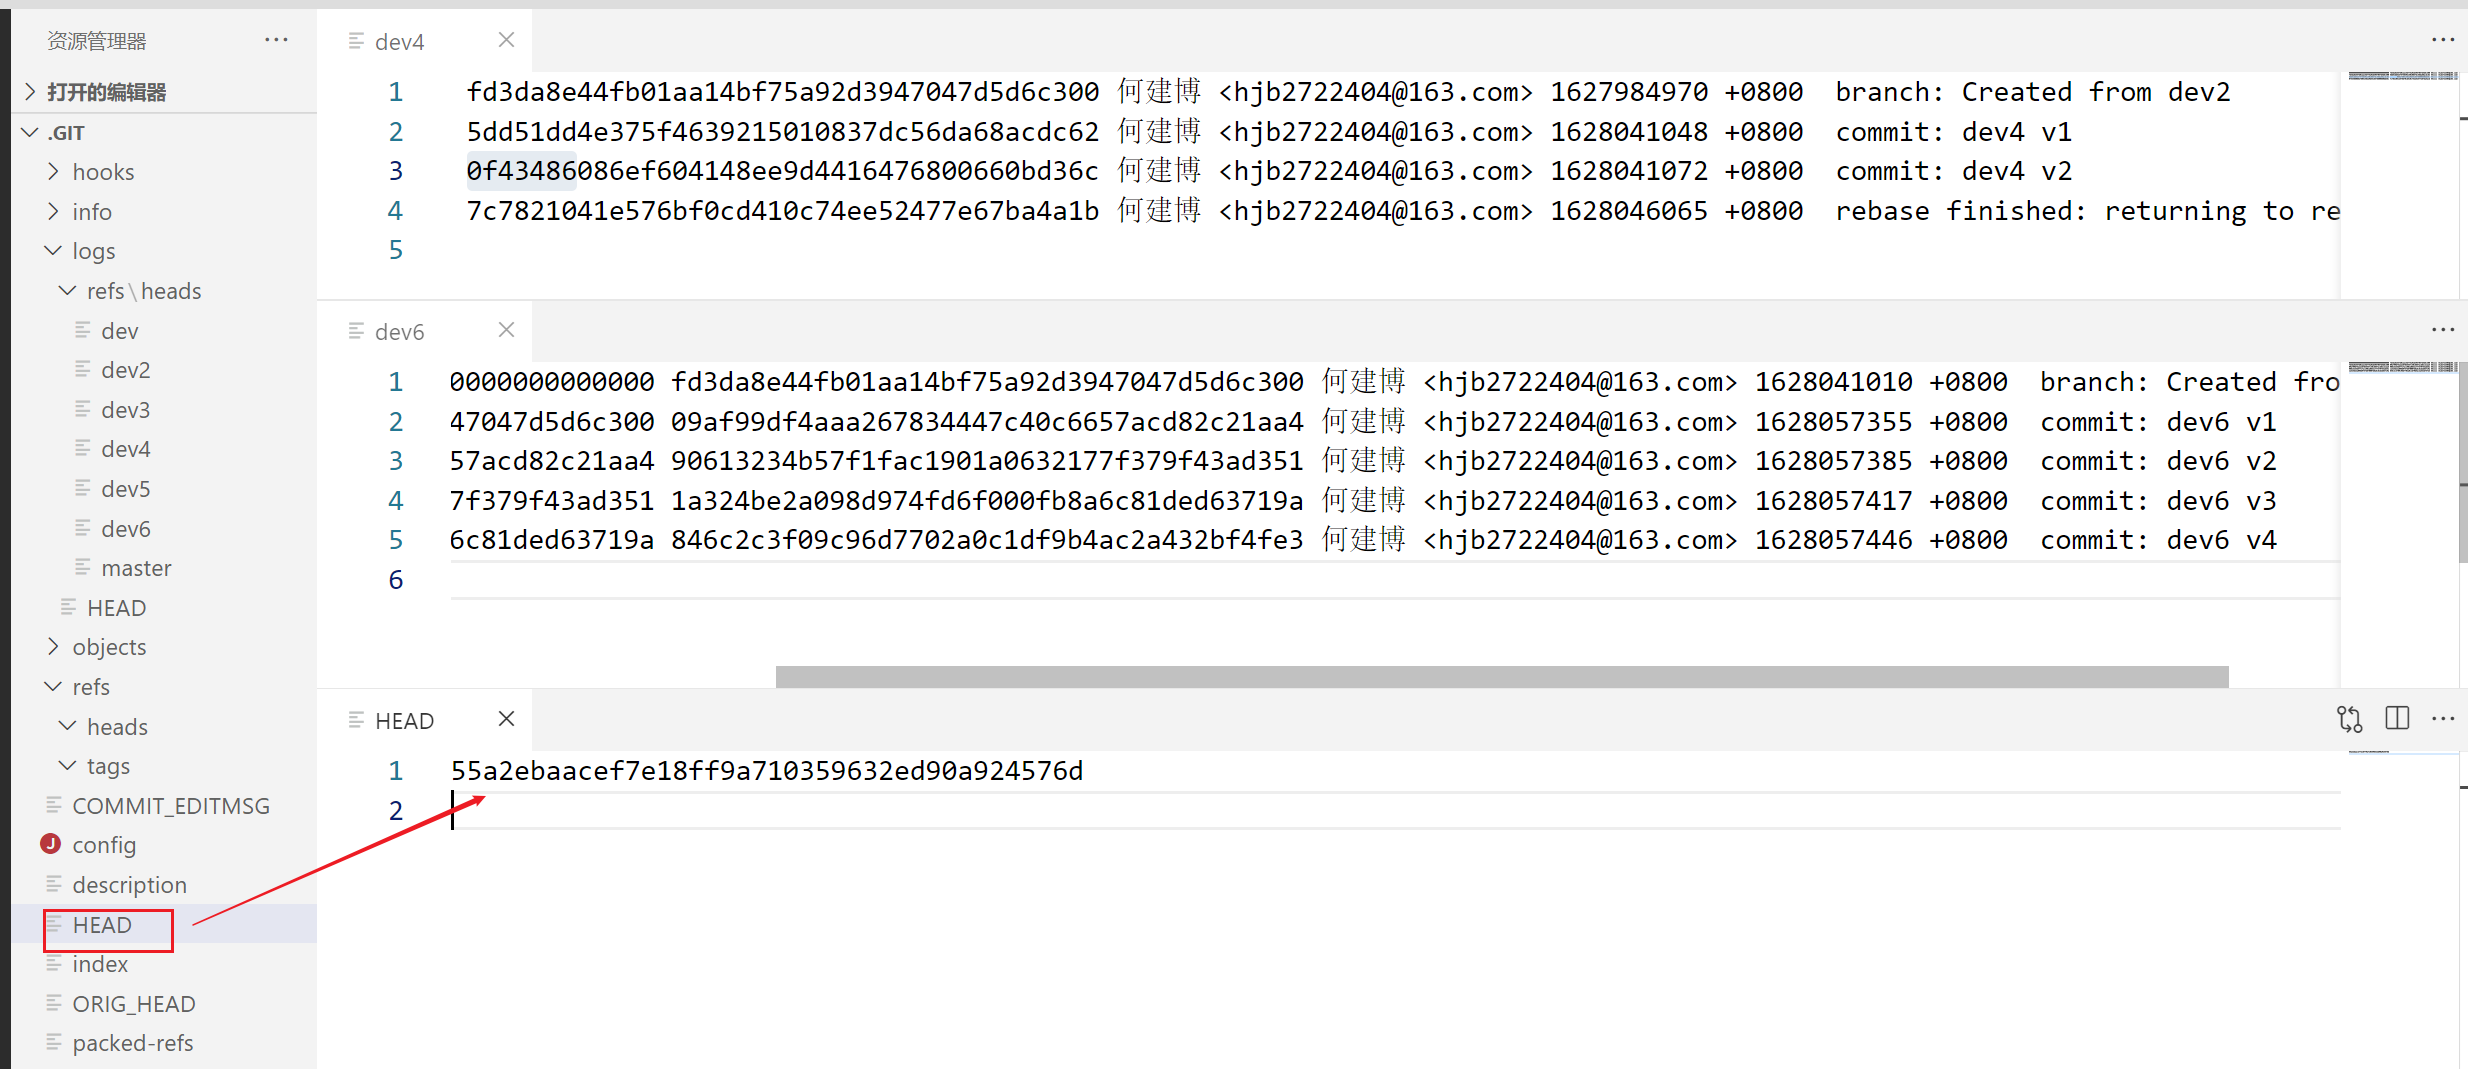 资源管理器
打开的编辑器
.GIT
hooks
info
logs
refs\heads
dev
dev2
dev3
dev4
dev5
dev6
master
HEAD
objects
refs
heads
tags
COMMIT_EDITMSG
J config
description
HEAD
index
ORIG_HEAD
packed-refs
dev4
1 fd3da8e44fb01aa14bf75a92d3947047d5d6c300 何建博 <hjb2722404@163.com> 1627984970 +0800 branch: Created from dev2
2 5dd51dd4e375f4639215010837dc56da68acdc62 何建博 <hjb2722404@163.com> 1628041048 +0800 commit: dev4 v1
3 0f43486086ef604148ee9d4416476800660bd36c 何建博 <hjb2722404@163.com> 1628041072 +0800 commit: dev4 v2
4 7c7821041e576bf0cd410c74ee52477e67ba4a1b 何建博 <hjb2722404@163.com> 1628046065 +0800 rebase finished: returning to re
5
dev6
1 0000000000000 fd3da8e44fb01aa14bf75a92d3947047d5d6c300 何建博 <hjb2722404@163.com> 1628041010 +0800 branch: Created fro
2 47047d5d6c300 09af99df4aaa267834447c40c6657acd82c21aa4 何建博 <hjb2722404@163.com> 1628057355 +0800 commit: dev6 v1
3 57acd82c21aa4 90613234b57f1fac1901a0632177f379f43ad351 何建博 <hjb2722404@163.com> 1628057385 +0800 commit: dev6 v2
4 7f379f43ad351 1a324be2a098d974fd6f000fb8a6c81ded63719a 何建博 <hjb2722404@163.com> 1628057417 +0800 commit: dev6 v3
5 6c81ded63719a 846c2c3f09c96d7702a0c1df9b4ac2a432bf4fe3 何建博 <hjb2722404@163.com> 1628057446 +0800 commit: dev6 v4
6
HEAD
1 55a2ebaacef7e18ff9a710359632ed90a924576d
2